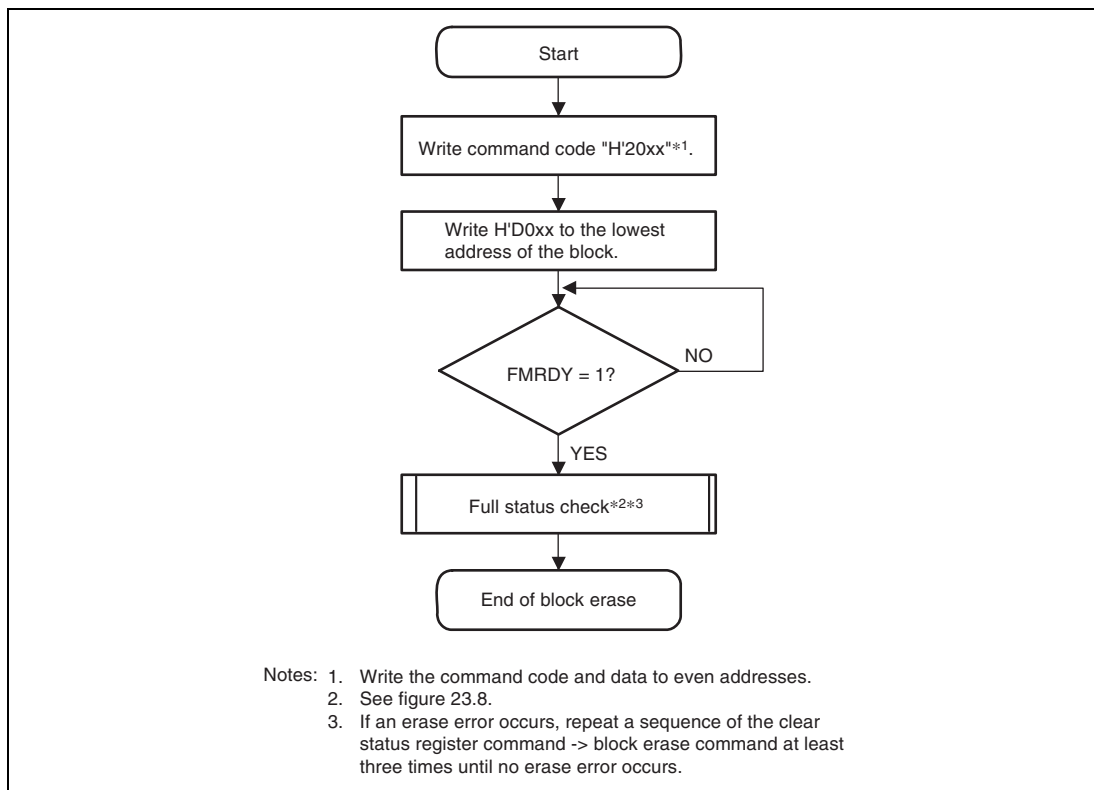 Start
Write command code "H'20xx"*1.
Write H'D0xx to the lowest
address of the block.
FMRDY = 1?
NO
YES
Full status check*2*3
End of block erase
Notes: 1. Write the command code and data to even addresses.
2. See figure 23.8.
3. If an erase error occurs, repeat a sequence of the clear
status register command -> block erase command at least
three times until no erase error occurs.